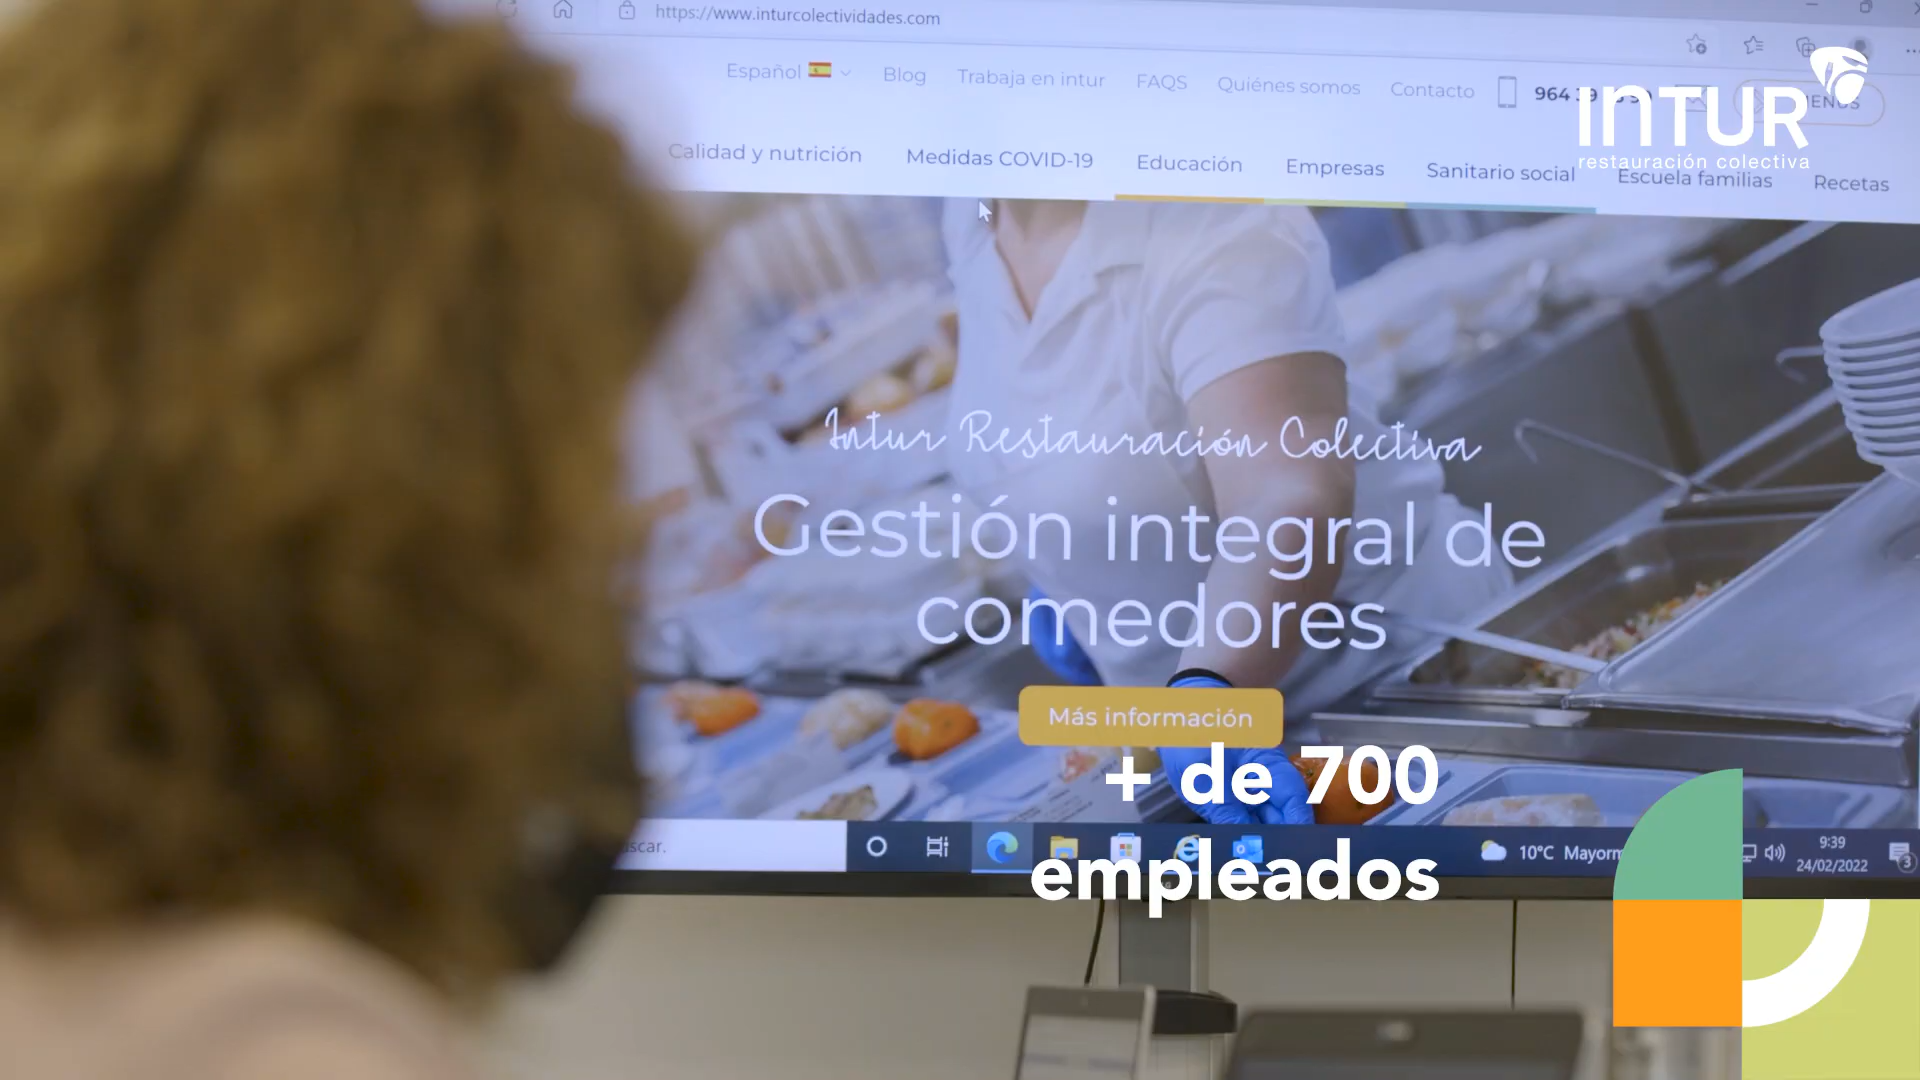 https://www.inturcolectividades.com
Español Blog Trabaja en intur FAQS Quiénes somos Contacto 964
INTUR
restauración colectiva
Calidad y nutrición Medidas COVID-19 Educación Empresas Sanitario social Escuela familias Recetas
Intur Restauración Colectiva
Gestión integral de
comedores
Más información
+ de 700
empleados
10°C
9:39
24/02/2022
3